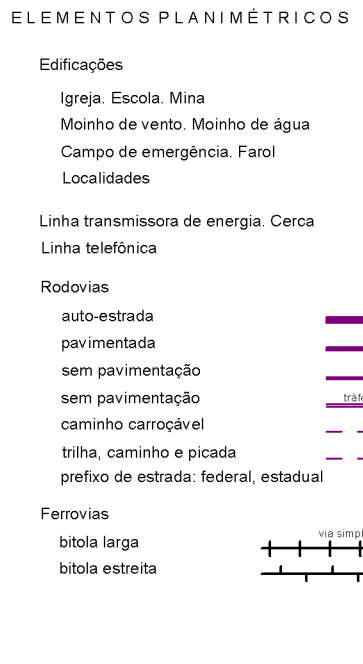 ELEMENTOS PLANIMÉTRICOS
Edificações
Igreja. Escola. Mina
Moinho de vento. Moinho de água
Campo de emergência. Farol
Localidades
Linha transmissora de energia. Cerca
Linha telefônica
Rodovias
auto-estrada
pavimentada
sem pavimentação
sem pavimentação
caminho carroçável
trilha, caminho e picada
prefixo de estrada: federal, estadual
Ferrovias
via simpl
bitola larga
bitola estreita